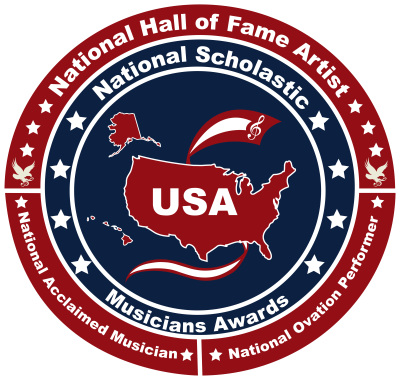 National Hall of Fame Artist
National Scholastic
USA
Musicians Awards
National Acclaimed Musician
National Ovation Performer